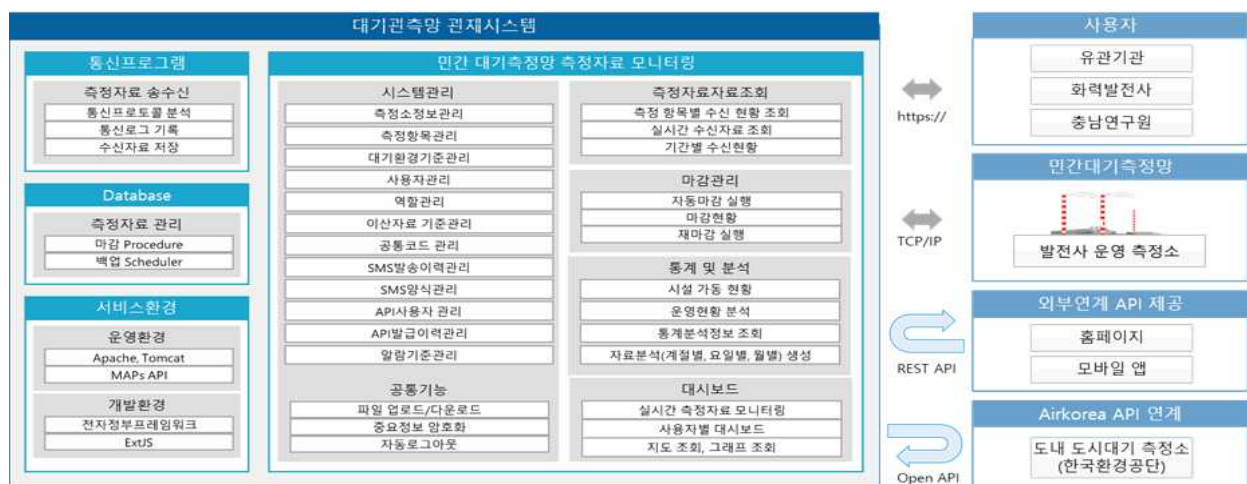 대기관측망 관제시스템
통신프로그램
측정자료 송수신
통신프로토콜 분석
통신로그 기록
수신자료 저장
Database
측정자료 관리
마감 Procedure
백업 Scheduler
서비스환경
운영환경
Apache, Tomcat
MAPs API
개발환경
전자정부프레임워크
ExtJS
민간 대기측정망 측정자료 모니터링
시스템관리
측정소정보관리
측정항목관리
대기환경기준관리
사용자관리
역할관리
이산자료 기준관리
공통코드 관리
SMS발송이력관리
SMS양식관리
API사용자 관리
API발급이력관리
알람기준관리
공통기능
파일 업로드/다운로드
중요정보 암호화
자동로그아웃
측정자료자료조회
측정 항목별 수신 현황 조회
실시간 수신자료 조회
기간별 수신현황
마감관리
자동마감 실행
마감현황
재마감 실행
통계 및 분석
시설 가동 현황
운영현황 분석
통계분석정보 조회
자료분석(계절별, 요일별, 월별) 생성
대시보드
실시간 측정자료 모니터링
사용자별 대시보드
지도 조회, 그래프 조회
https://
TCP/IP
REST API
Open API
사용자
유관기관
화력발전사
충남연구원
민간대기측정망
발전사 운영 측정소
외부연계 API 제공
홈페이지
모바일 앱
Airkorea API 연계
도내 도시대기 측정소
(한국환경공단)